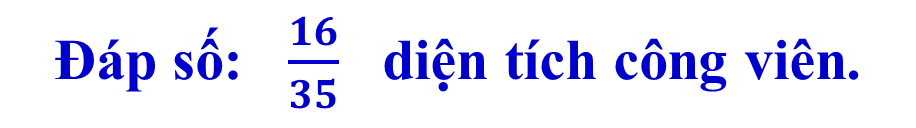 Đáp số: 16/35 diện tích công viên.